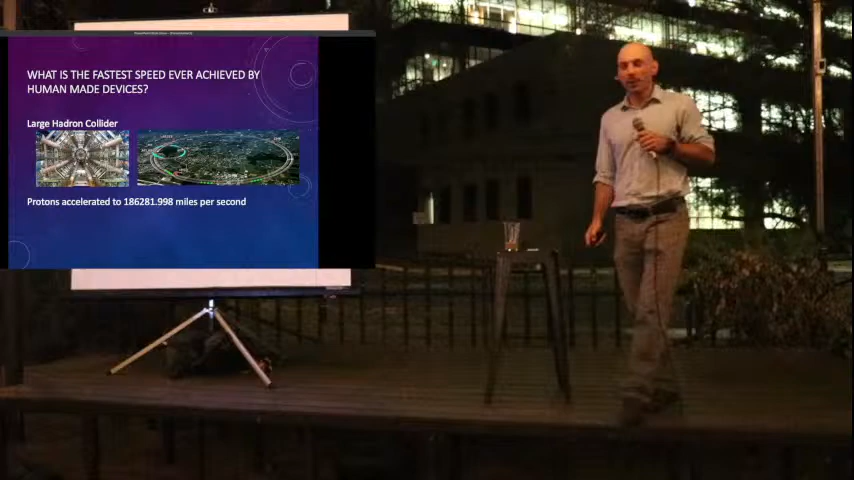 WHAT IS THE FASTEST SPEED EVER ACHIEVED BY
HUMAN MADE DEVICES?
Large Hadron Collider
Protons accelerated to 186281.998 miles per second